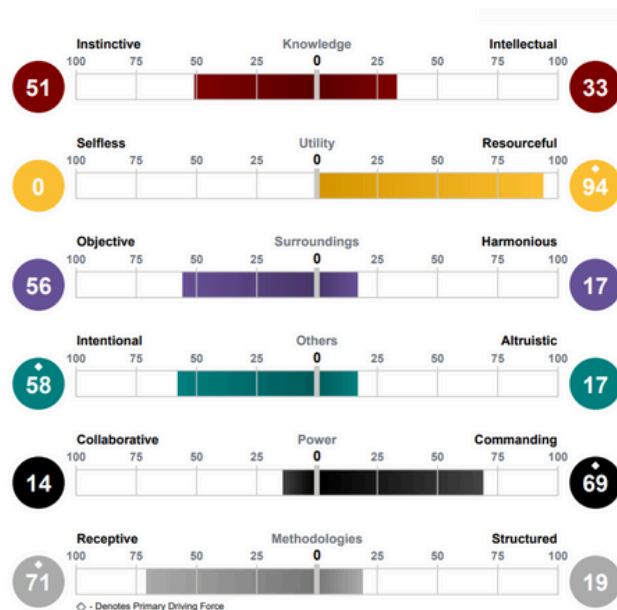 Instinctive Knowledge Intellectual
100 75 50 25 0 25 50 75 100
51 33
Selfless Utility Resourceful
100 75 50 25 0 25 50 75 100
0 94
Objective Surroundings Harmonious
100 75 50 25 0 25 50 75 100
56 17
Intentional Others Altruistic
100 75 50 25 0 25 50 75 100
58 17
Collaborative Power Commanding
100 75 50 25 0 25 50 75 100
14 69
Receptive Methodologies Structured
100 75 50 25 0 25 50 75 100
71 19
◇ - Denotes Primary Driving Force